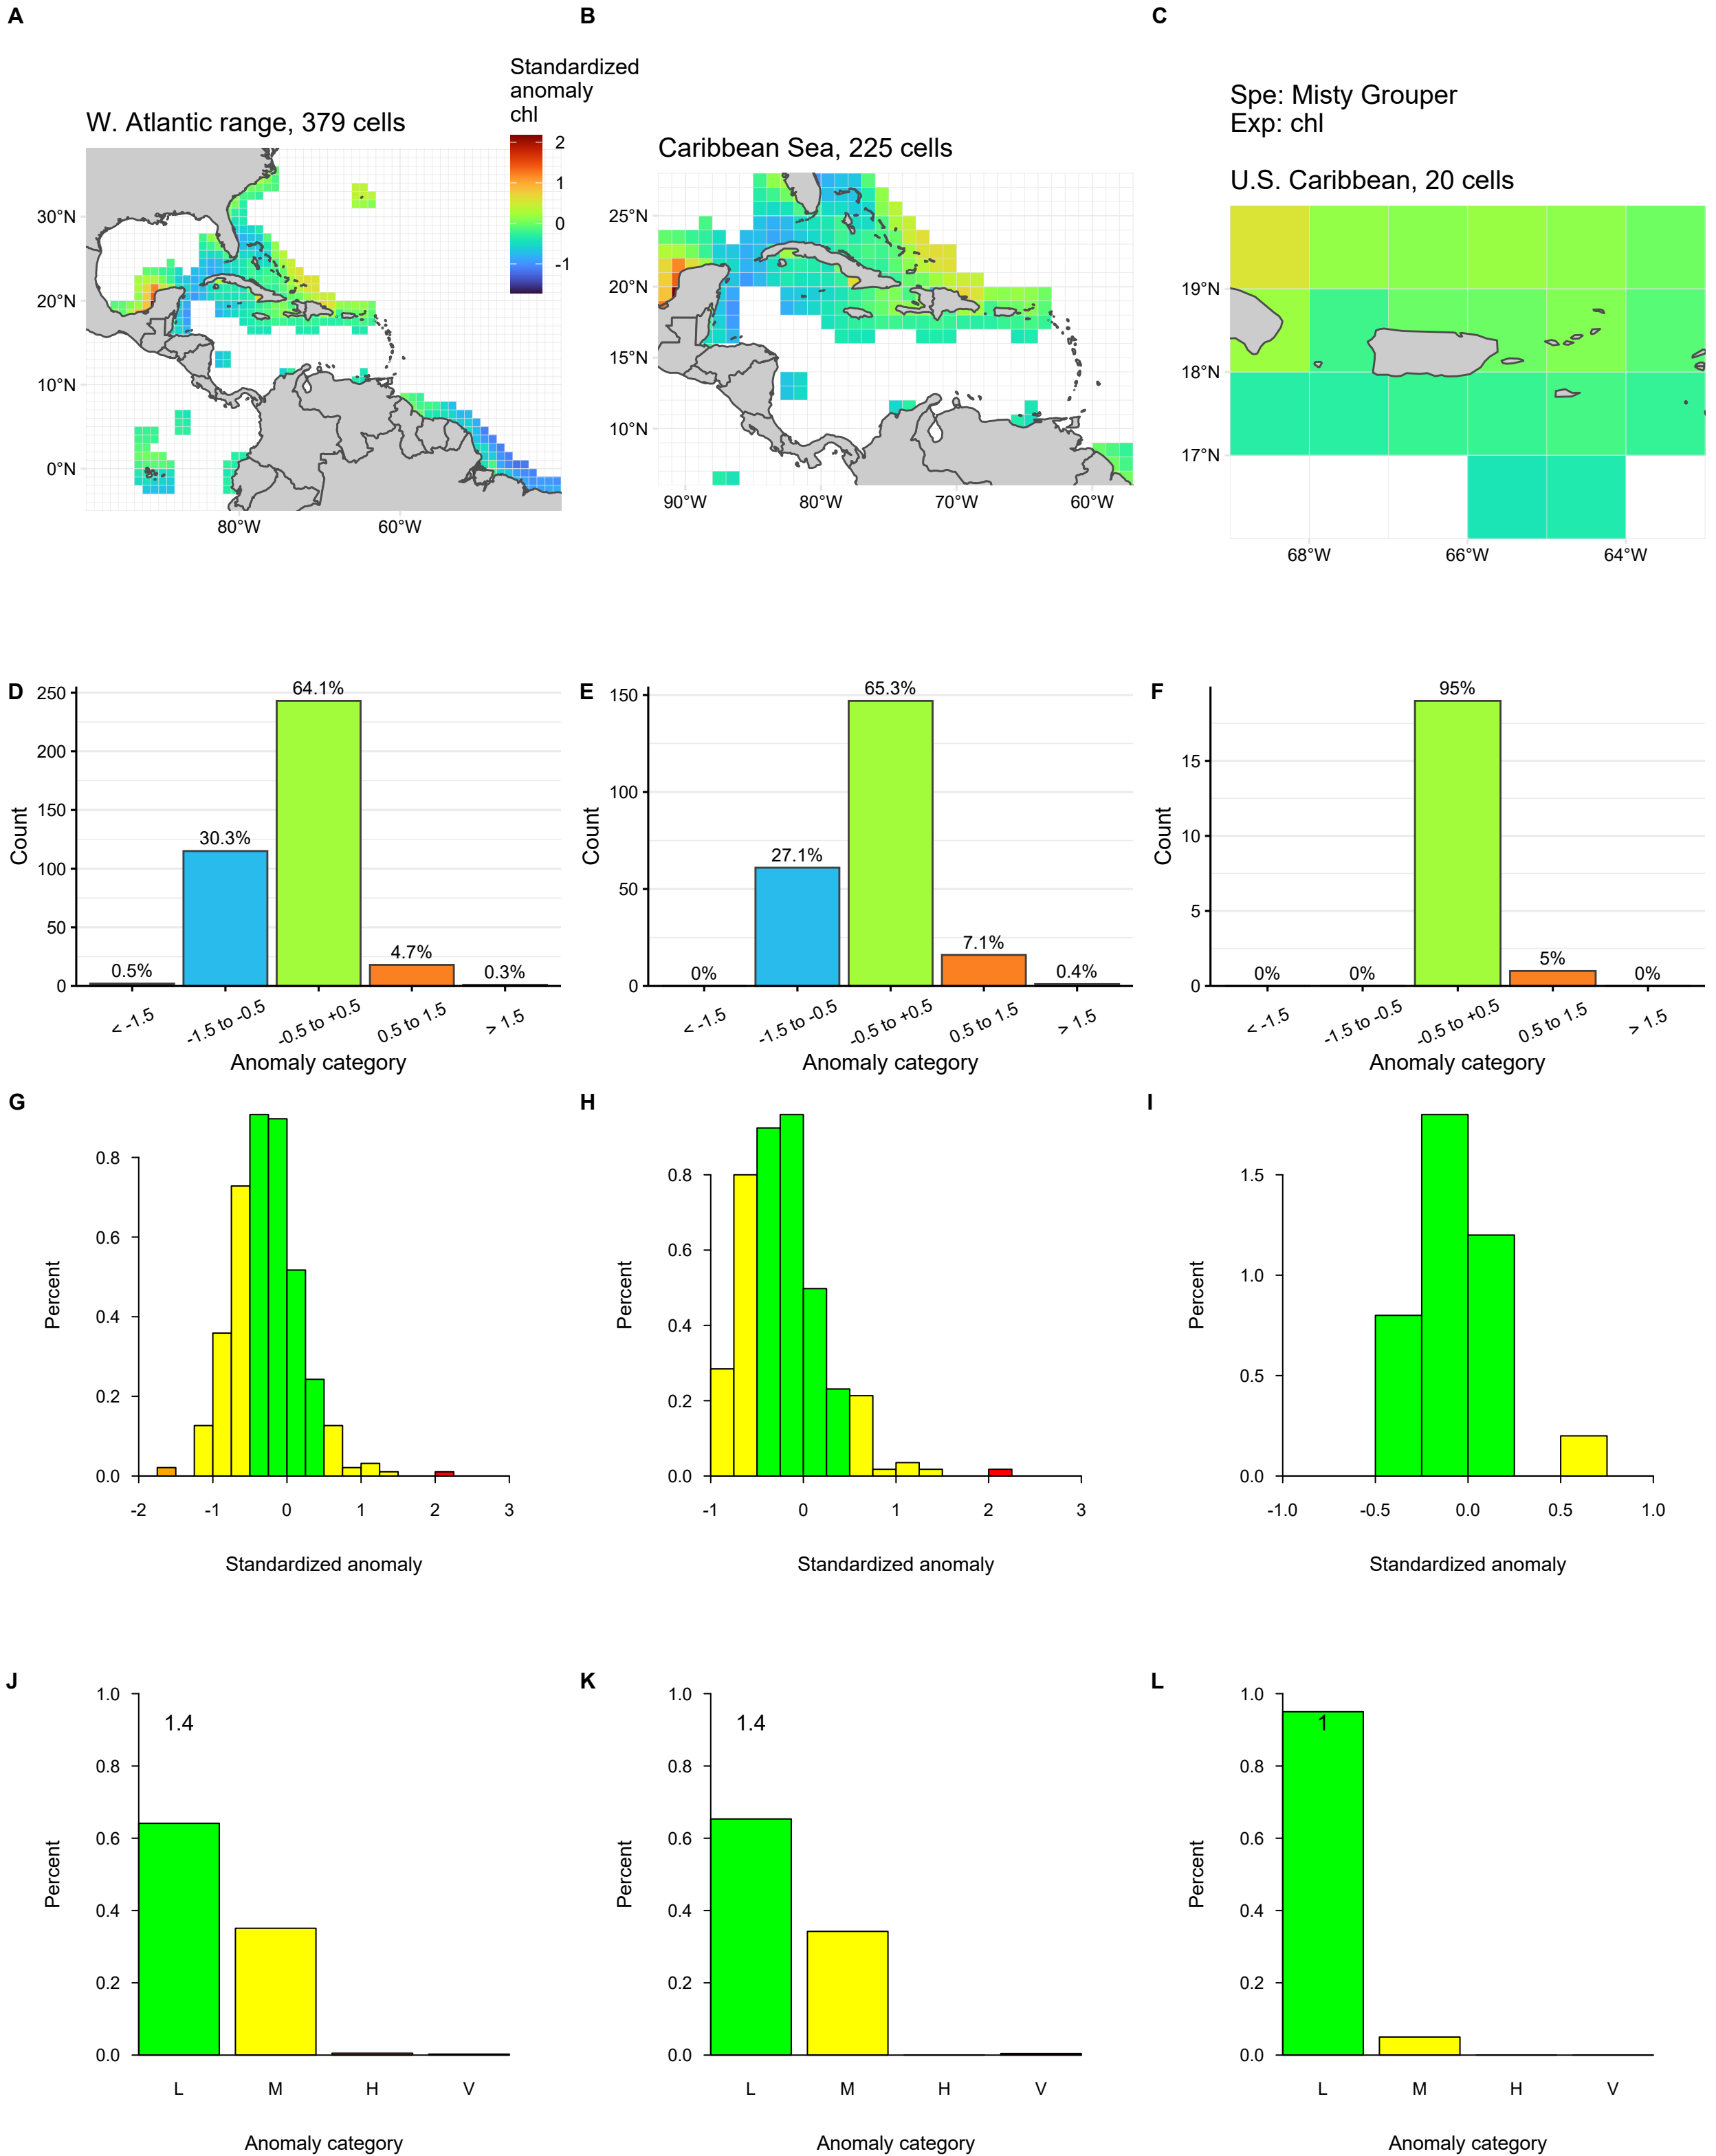 A
B
C
Standardized
anomaly
chl
2
1
0
-1
W. Atlantic range, 379 cells
30°N
20°N
10°N
0°N
80°W
60°W
Caribbean Sea, 225 cells
25°N
20°N
15°N
10°N
90°W
80°W
70°W
60°W
Spe: Misty Grouper
Exp: chl
U.S. Caribbean, 20 cells
19°N
18°N
17°N
68°W
66°W
64°W
D
Count
250
200
150
100
50
0
0.5%
30.3%
64.1%
4.7%
0.3%
< -1.5
-1.5 to -0.5
-0.5 to +0.5
0.5 to 1.5
> 1.5
Anomaly category
E
Count
150
100
50
0
0%
27.1%
65.3%
7.1%
0.4%
< -1.5
-1.5 to -0.5
-0.5 to +0.5
0.5 to 1.5
> 1.5
Anomaly category
F
Count
15
10
5
0
0%
0%
95%
5%
0%
< -1.5
-1.5 to -0.5
-0.5 to +0.5
0.5 to 1.5
> 1.5
Anomaly category
G
Percent
0.8
0.6
0.4
0.2
0.0
-2
-1
0
1
2
3
Standardized anomaly
H
Percent
0.8
0.6
0.4
0.2
0.0
-1
0
1
2
3
Standardized anomaly
I
Percent
1.5
1.0
0.5
0.0
-1.0
-0.5
0.0
0.5
1.0
Standardized anomaly
J
Percent
1.0
0.8
0.6
0.4
0.2
0.0
1.4
L
M
H
V
Anomaly category
K
Percent
1.0
0.8
0.6
0.4
0.2
0.0
1.4
L
M
H
V
Anomaly category
L
Percent
1.0
0.8
0.6
0.4
0.2
0.0
1
L
M
H
V
Anomaly category